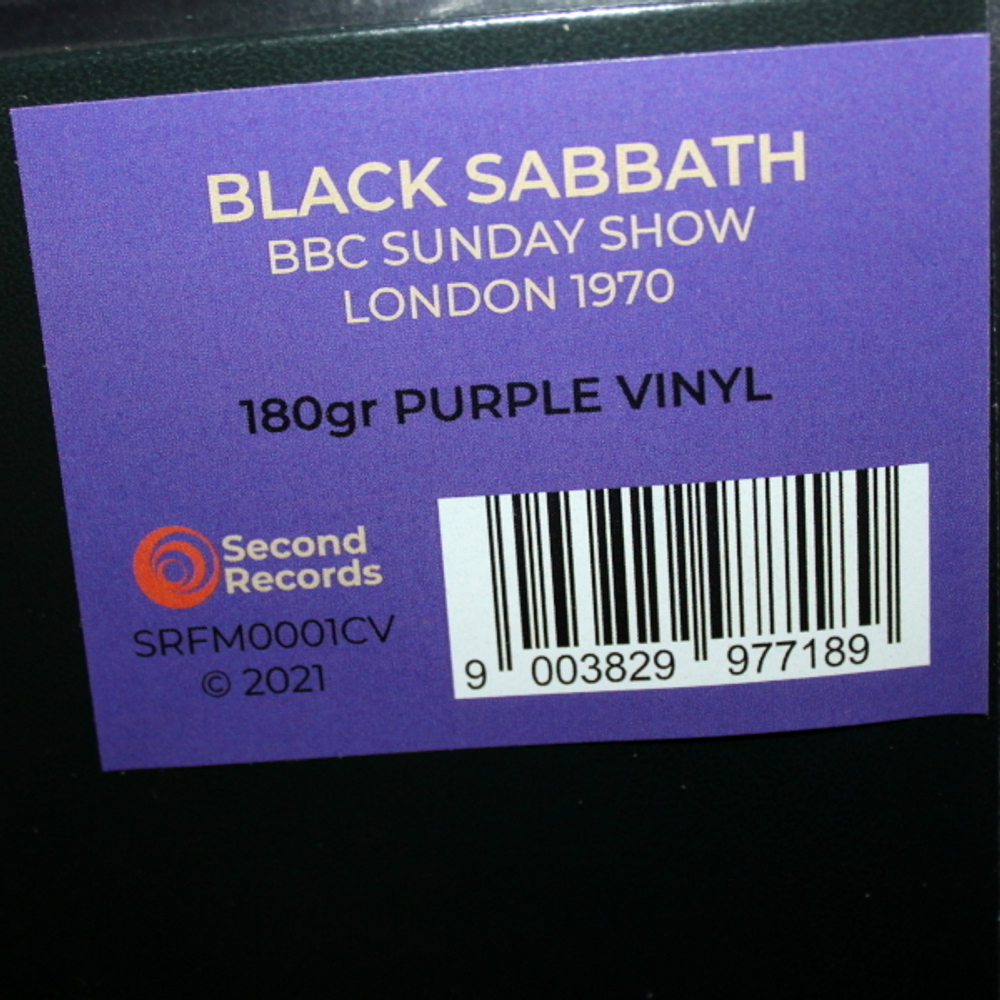 BLACK SABBATH
BBC SUNDAY SHOW
LONDON 1970
180gr PURPLE VINYL
Second
Records
SRFM0001CV
© 2021
9 003829 977189